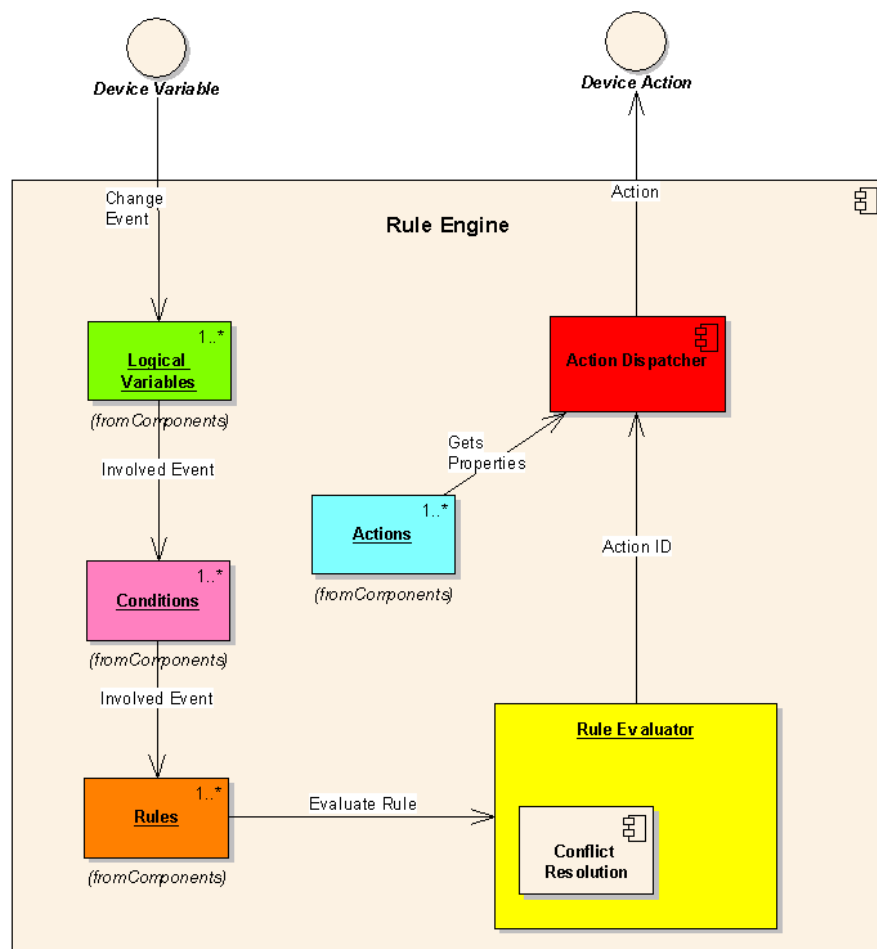 Device Variable
Device Action
Change
Event
Action
Rule Engine
1..*
Logical
Variables
(fromComponents)
Action Dispatcher
Involved Event
Gets
Properties
1..*
Actions
(fromComponents)
Action ID
1..*
Conditions
(fromComponents)
Involved Event
Rule Evaluator
1..*
Rules
(fromComponents)
Evaluate Rule
Conflict
Resolution